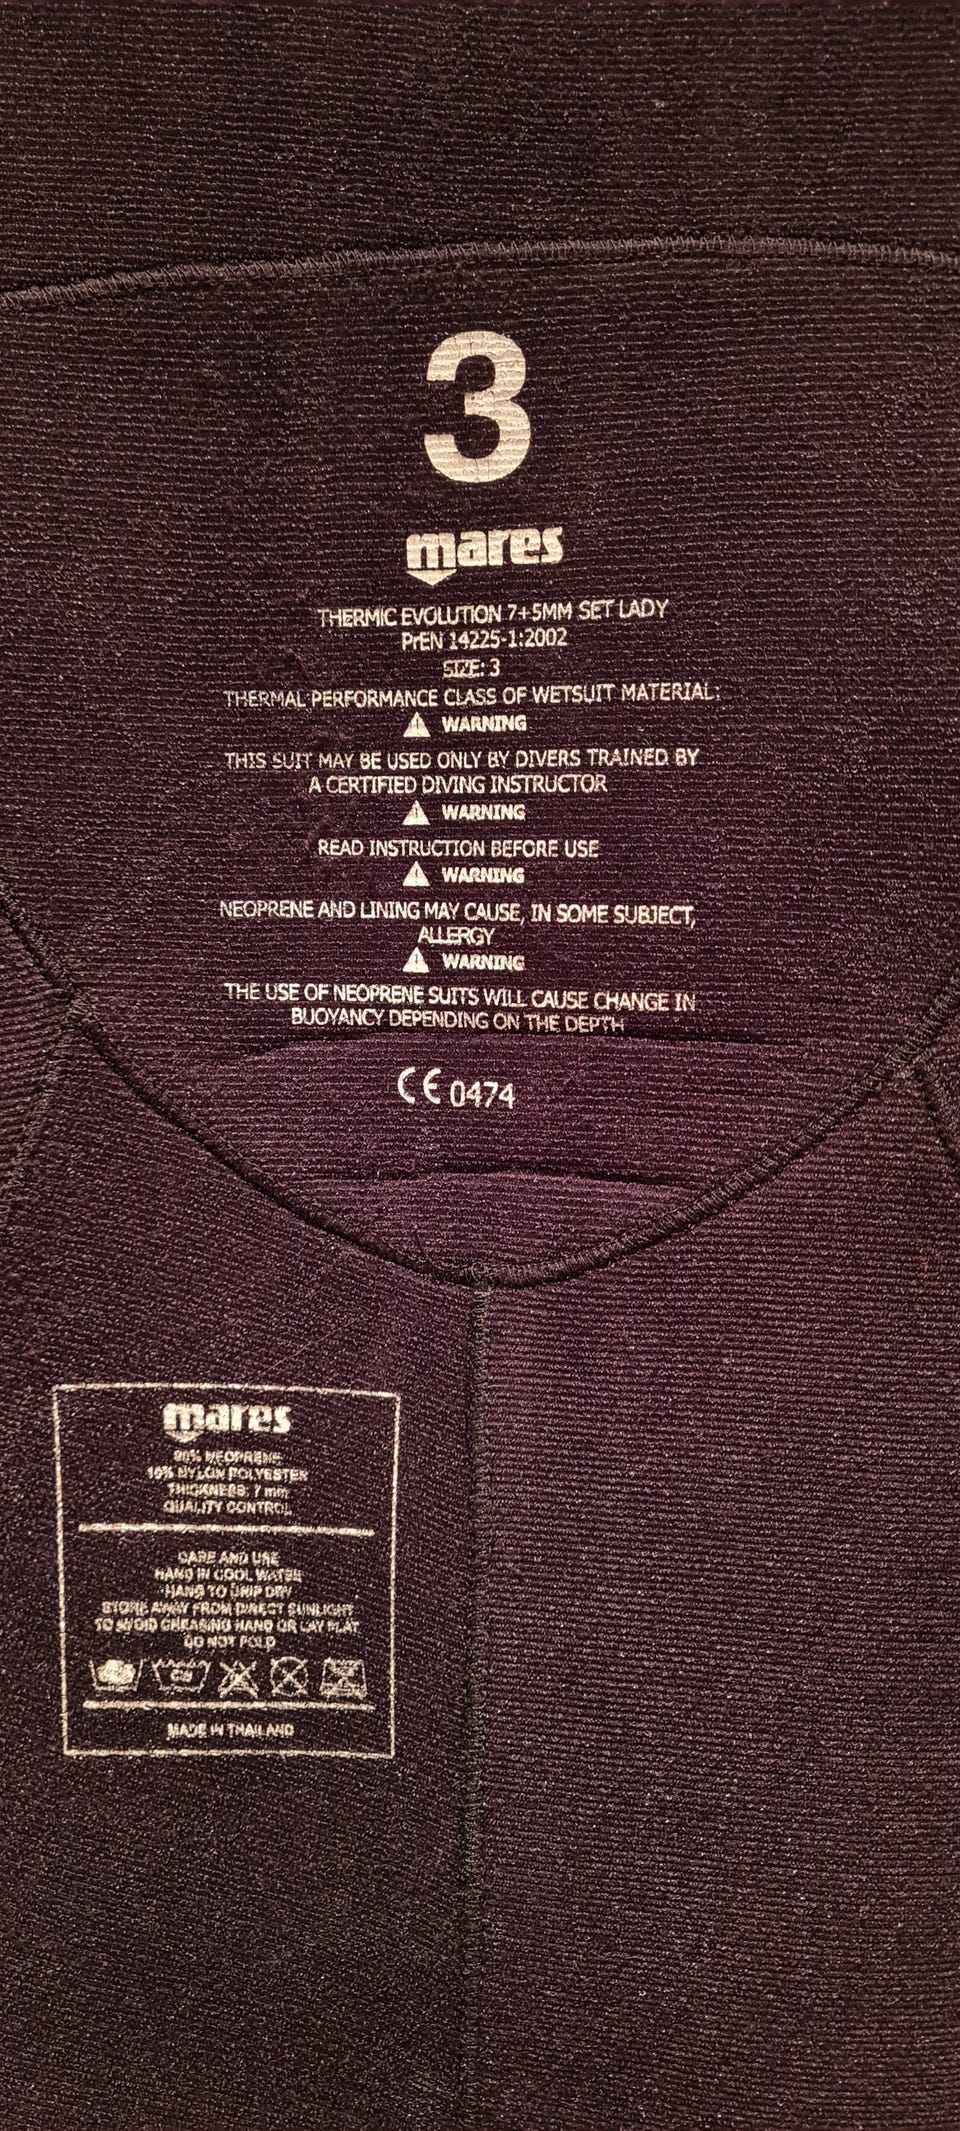 3
mares
THERMIC EVOLUTION 7+5MM SET LADY
PrEN 14225-1:2002
SIZE: 3
THERMAL PERFORMANCE CLASS OF WETSUIT MATERIAL:
WARNING
THIS SUIT MAY BE USED ONLY BY DIVERS TRAINED BY
A CERTIFIED DIVING INSTRUCTOR
WARNING
READ INSTRUCTION BEFORE USE
WARNING
NEOPRENE AND LINING MAY CAUSE, IN SOME SUBJECT,
ALLERGY
WARNING
THE USE OF NEOPRENE SUITS WILL CAUSE CHANGE IN
BUOYANCY DEPENDING ON THE DEPTH
CE 0474
mares
90% NEOPRENE
10% NYLON POLYESTER
THICKNESS: 7 mm
QUALITY CONTROL
CARE AND USE
HAND IN COOL WATER
HANG TO DRIP DRY
STORE AWAY FROM DIRECT SUNLIGHT
TO AVOID CREASING HANG OR LAY FLAT
DO NOT FOLD
MADE IN THAILAND